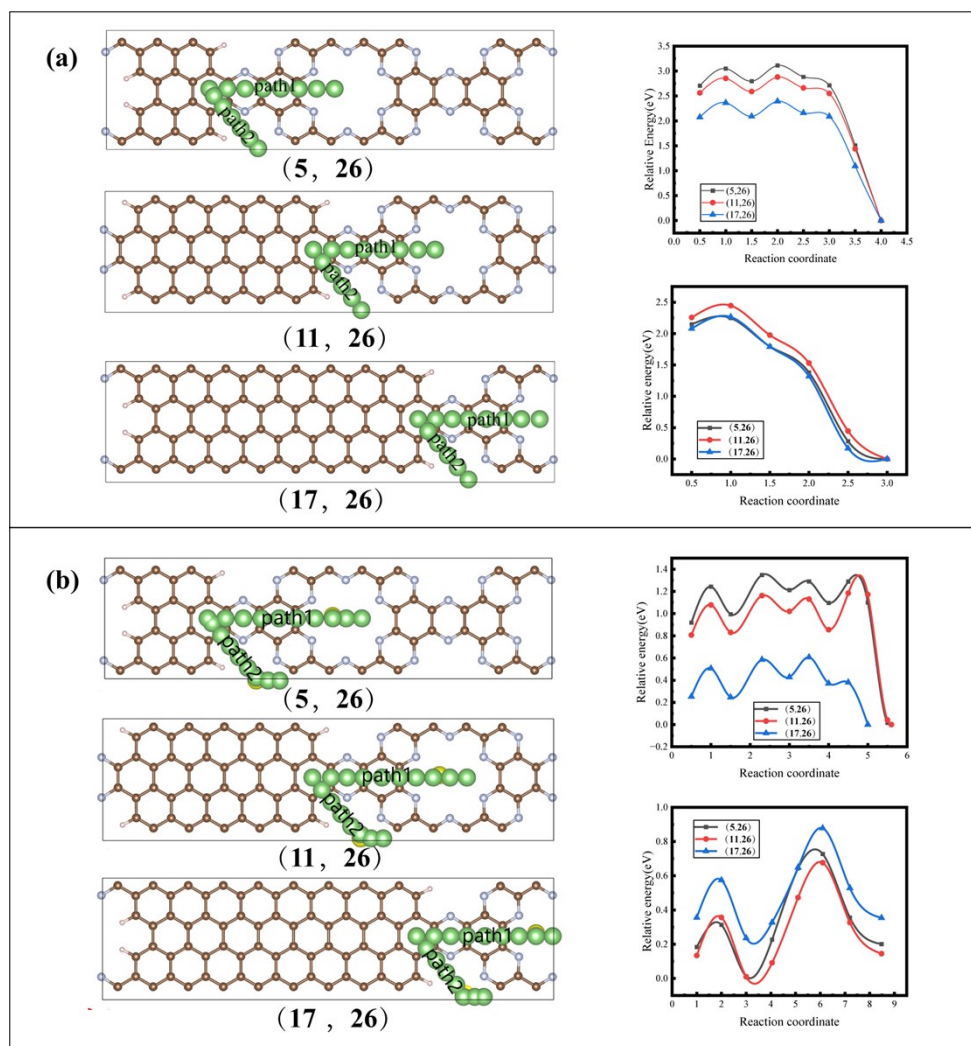 (a)
path1
path2
(5, 26)
path1
path2
(11, 26)
path1
path2
(17, 26)
Relative Energy(eV)
3.5
3.0
2.5
2.0
1.5
1.0
0.5
0.0
(5,26)
(11,26)
(17,26)
0.0 0.5 1.0 1.5 2.0 2.5 3.0 3.5 4.0 4.5
Reaction coordinate
Relative energy(eV)
2.5
2.0
1.5
1.0
0.5
0.0
(5.26)
(11.26)
(17.26)
0.5 1.0 1.5 2.0 2.5 3.0
Reaction coordinate
(b)
path1
path2
(5, 26)
path1
path2
(11, 26)
path1
path2
(17 , 26)
Relative energy(eV)
1.4
1.2
1.0
0.8
0.6
0.4
0.2
0.0
−0.2
(5.26)
(11.26)
(17.26)
0 1 2 3 4 5 6
Reaction coordinate
Relative energy(eV)
1.0
0.8
0.6
0.4
0.2
0.0
(5.26)
(11.26)
(17.26)
1 2 3 4 5 6 7 8 9
Reaction coordinate